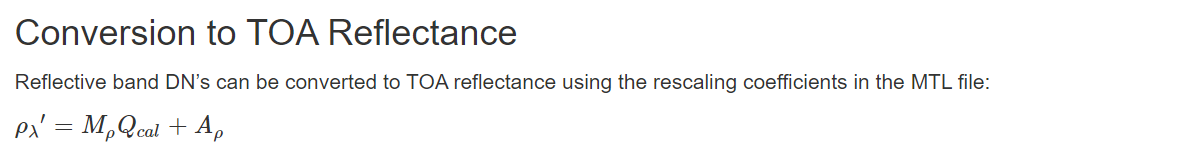 Conversion to TOA Reflectance
Reflective band DN’s can be converted to TOA reflectance using the rescaling coefficients in the MTL file:
ρλ′ = MρQcal + Aρ